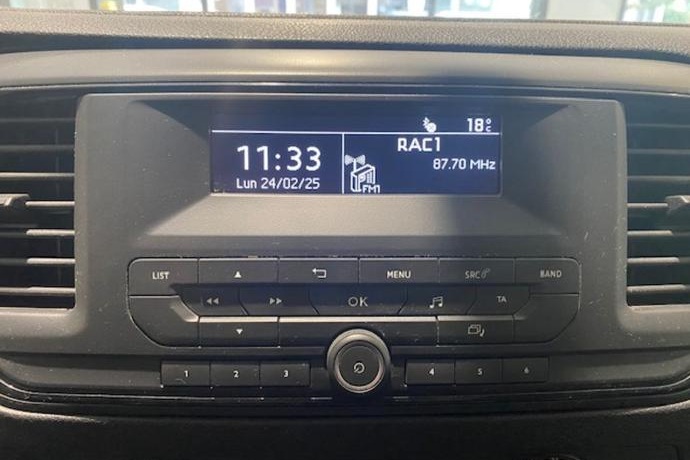 18°C
RAC1
11:33
87.70 MHz
Lun 24/02/25
FM1
LIST
MENU
SRC
BAND
OK
TA
1 2 3 4 5 6